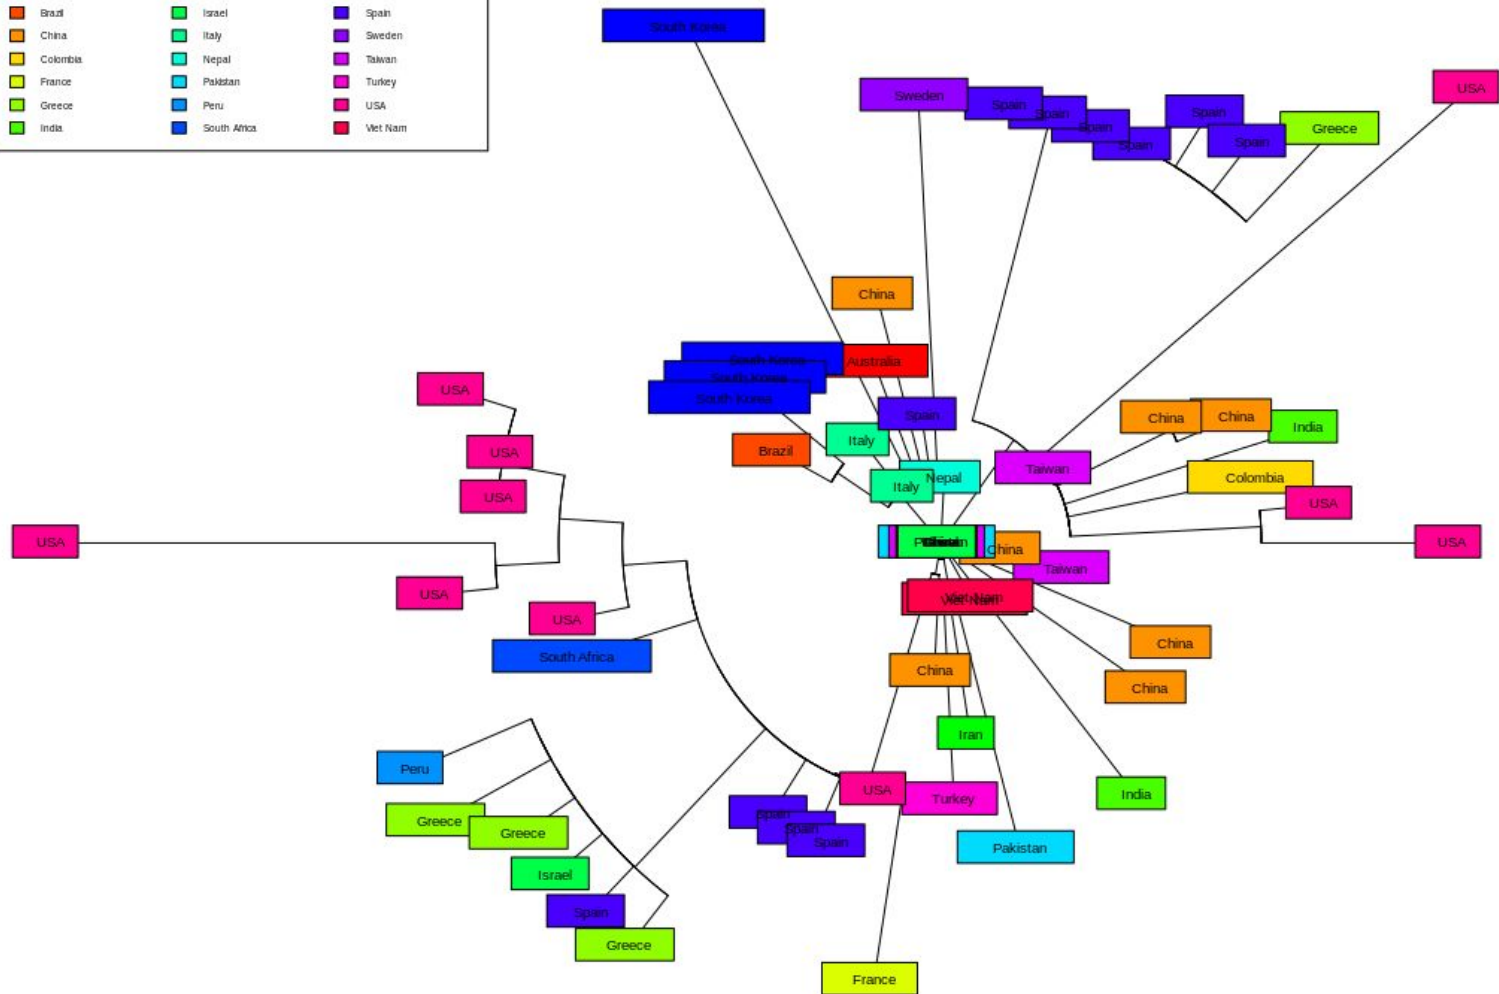 Brazil Israel Spain
China Italy Sweden
Colombia Nepal Taiwan
France Pakistan Turkey
Greece Peru USA
India South Africa Viet Nam
South Korea
USA
Sweden
Spain
Spain
Spain
Spain
Spain
Spain
Greece
China
South Korea
South Korea
South Korea
Australia
USA
Spain
China
China
India
Italy
Brazil
USA
Taiwan
Nepal
Colombia
Italy
USA
USA
USA
China
USA
Taiwan
USA
Viet Nam
Viet Nam
USA
China
South Africa
China
China
Iran
Peru
USA
Turkey
India
Greece
Greece
Spain
Spain
Spain
Pakistan
Israel
Spain
Greece
France